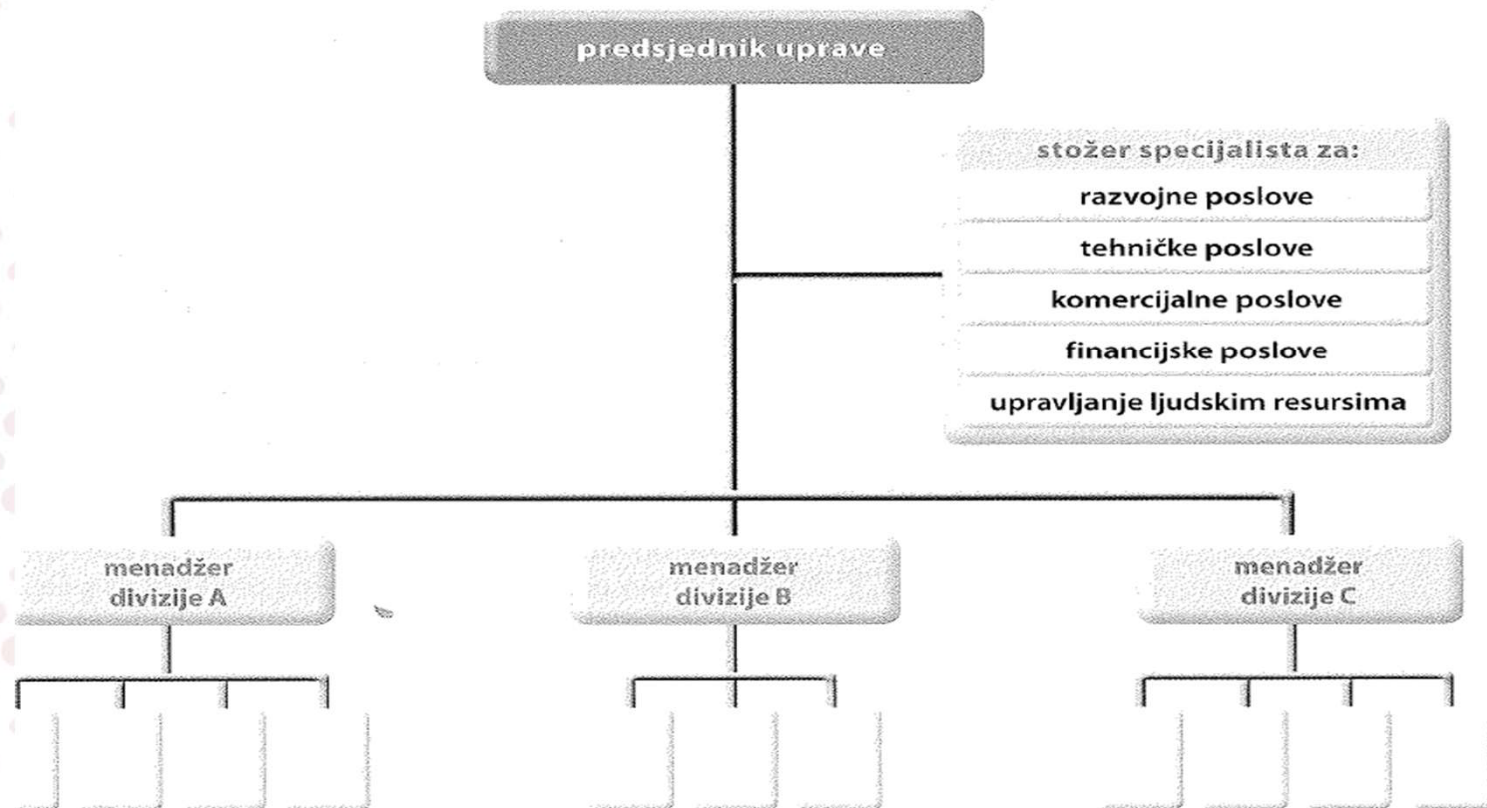 predsjednik uprave
stožer specijalista za:
razvojne poslove
tehničke poslove
komercijalne poslove
financijske poslove
upravljanje ljudskim resursima
menadžer
divizije A
menadžer
divizije B
menadžer
divizije C